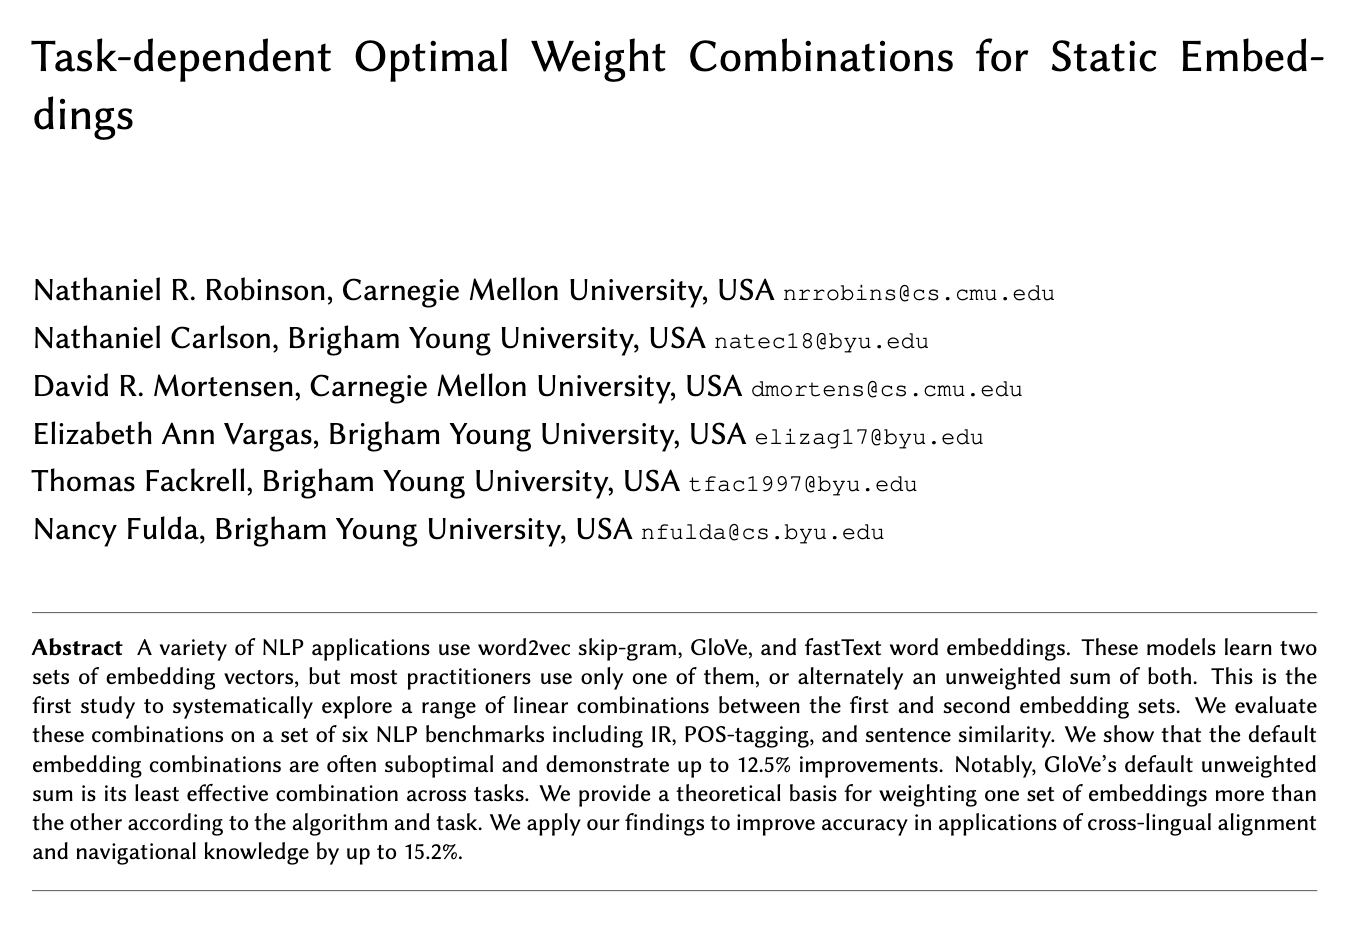 Task-dependent Optimal Weight Combinations for Static Embed-
dings
Nathaniel R. Robinson, Carnegie Mellon University, USA nrrobins@cs.cmu.edu
Nathaniel Carlson, Brigham Young University, USA natec18@byu.edu
David R. Mortensen, Carnegie Mellon University, USA dmortens@cs.cmu.edu
Elizabeth Ann Vargas, Brigham Young University, USA elizag17@byu.edu
Thomas Fackrell, Brigham Young University, USA tfac1997@byu.edu
Nancy Fulda, Brigham Young University, USA nfulda@cs.byu.edu
Abstract A variety of NLP applications use word2vec skip-gram, GloVe, and fastText word embeddings. These models learn two
sets of embedding vectors, but most practitioners use only one of them, or alternately an unweighted sum of both. This is the
first study to systematically explore a range of linear combinations between the first and second embedding sets. We evaluate
these combinations on a set of six NLP benchmarks including IR, POS-tagging, and sentence similarity. We show that the default
embedding combinations are often suboptimal and demonstrate up to 12.5% improvements. Notably, GloVe's default unweighted
sum is its least effective combination across tasks. We provide a theoretical basis for weighting one set of embeddings more than
the other according to the algorithm and task. We apply our findings to improve accuracy in applications of cross-lingual alignment
and navigational knowledge by up to 15.2%.